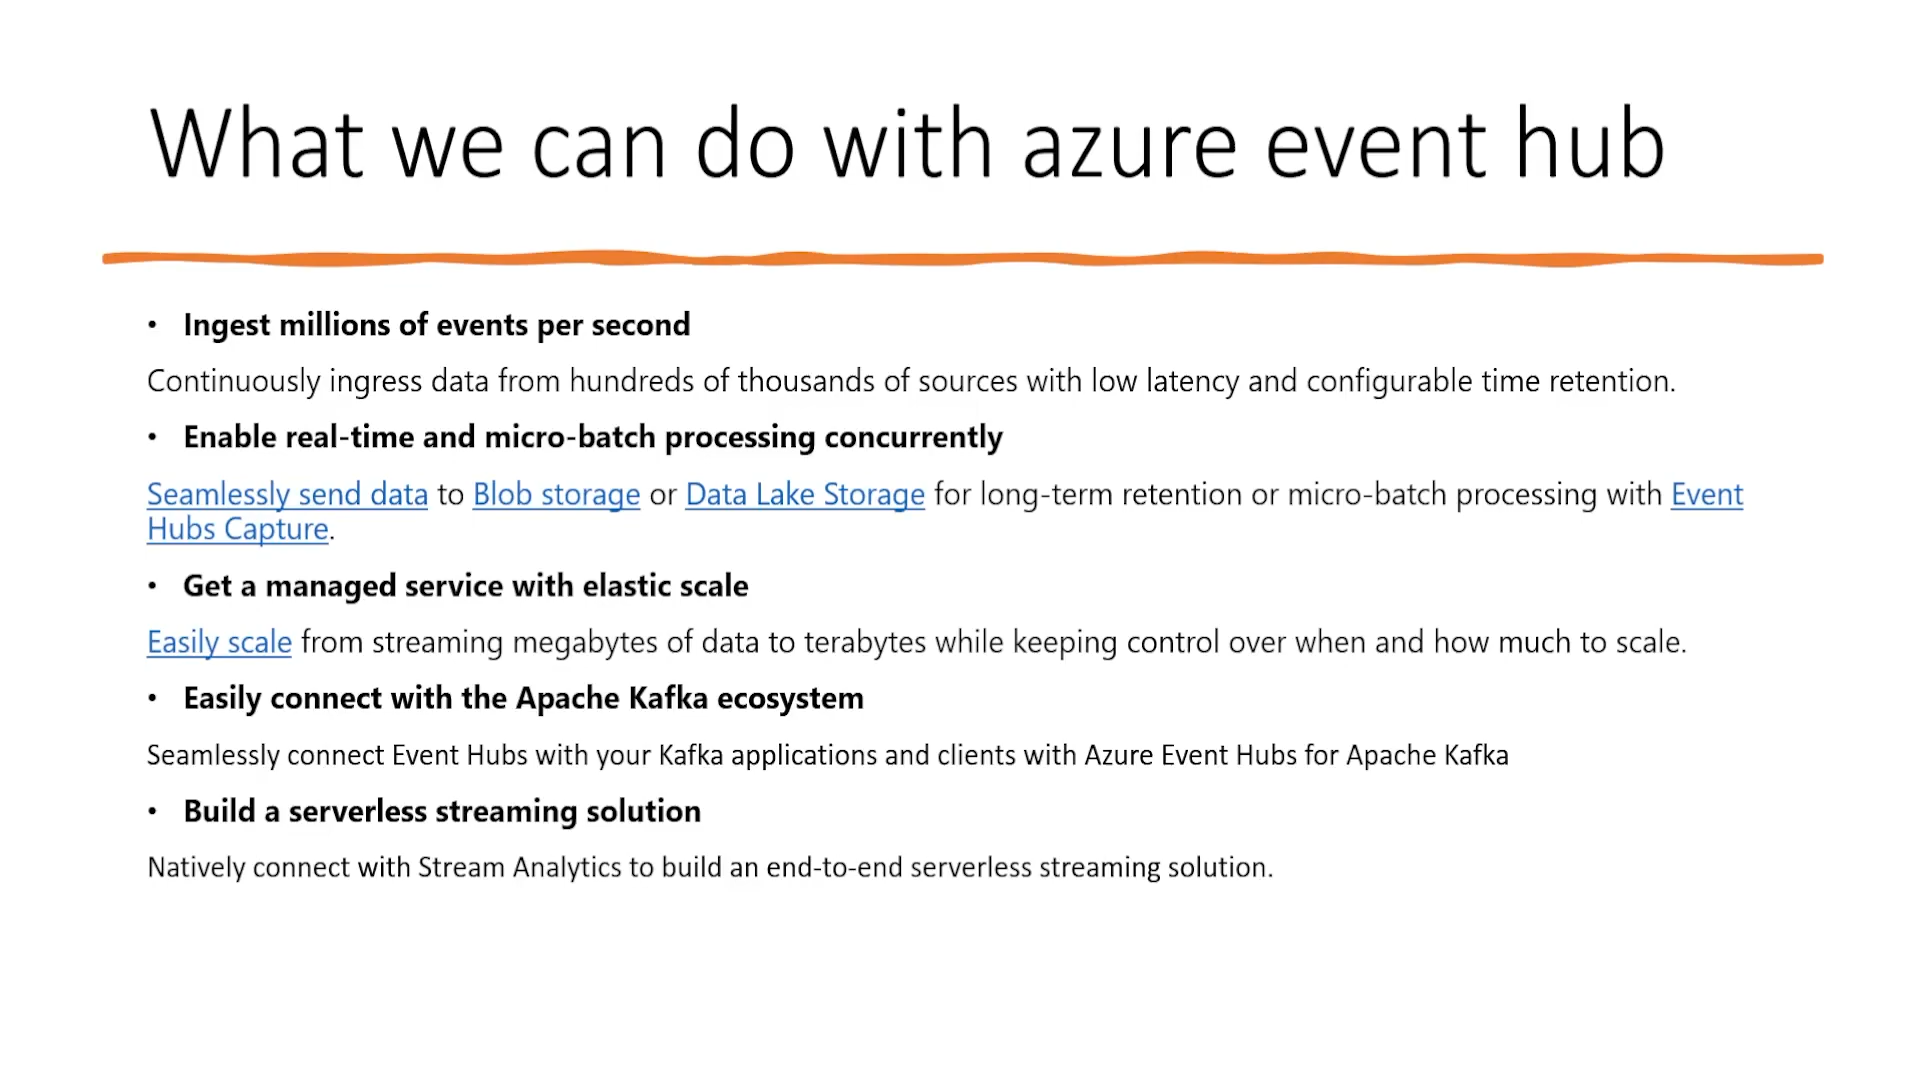 What we can do with azure event hub
• Ingest millions of events per second
Continuously ingress data from hundreds of thousands of sources with low latency and configurable time retention.
• Enable real-time and micro-batch processing concurrently
Seamlessly send data to Blob storage or Data Lake Storage for long-term retention or micro-batch processing with Event
Hubs Capture.
• Get a managed service with elastic scale
Easily scale from streaming megabytes of data to terabytes while keeping control over when and how much to scale.
• Easily connect with the Apache Kafka ecosystem
Seamlessly connect Event Hubs with your Kafka applications and clients with Azure Event Hubs for Apache Kafka
• Build a serverless streaming solution
Natively connect with Stream Analytics to build an end-to-end serverless streaming solution.